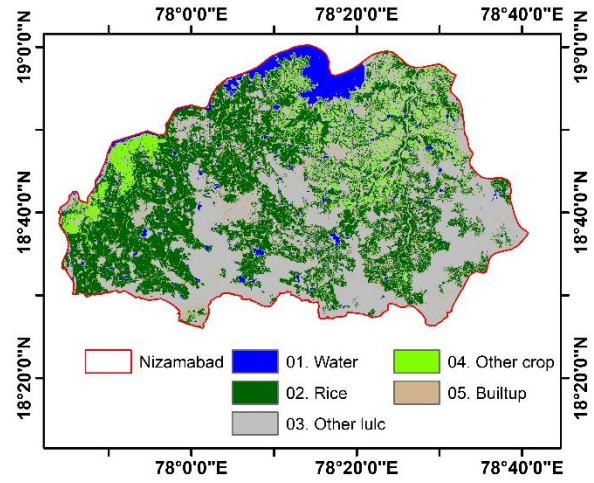 78°0'0"E 78°20'0"E 78°40'0"E
19°0'0"N 19°0'0"N
18°40'0"N 18°40'0"N
18°20'0"N 18°20'0"N
Nizamabad 01. Water 04. Other crop
02. Rice 05. Builtup
03. Other lulc
78°0'0"E 78°20'0"E 78°40'0"E